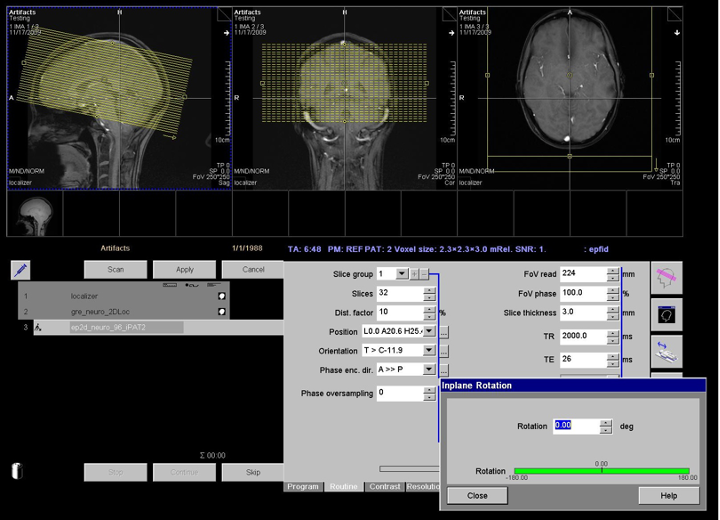 Artifacts
Testing
1 IMA 1 / 3
11/17/2009
H
A
10cm
M/ND/NORM
localizer
TP 0
SP 0.0
FoV 250*250
Sag
Artifacts
Testing
1 IMA 2 / 3
11/17/2009
H
R
10cm
M/ND/NORM
localizer
TP 0
SP 0.0
FoV 250*250
Cor
Artifacts
Testing
1 IMA 3 / 3
11/17/2009
A
R
10cm
M/ND/NORM
localizer
TP 0
SP 0.0
FoV 250*250
Tra
Artifacts 1/1/1988
TA: 6:48 PM: REF PAT: 2 Voxel size: 2.3×2.3×3.0 mRel. SNR: 1. : epfid
Scan Apply Cancel
1 localizer
2 gre_neuro_2DLoc
3 ep2d_neuro_96_iPAT2
Σ 00:00
Stop Continue Skip
Slice group 1 + −
Slices 32
Dist. factor 10 %
Position L0.0 A20.6 H25.
Orientation T > C-11.9
Phase enc. dir. A >> P
Phase oversampling 0
FoV read 224 mm
FoV phase 100.0 %
Slice thickness 3.0 mm
TR 2000.0 ms
TE 26 ms
Program Routine Contrast Resolutio
Inplane Rotation
Rotation 0.00 deg
0.00
Rotation
-180.00 180.00
Close Help